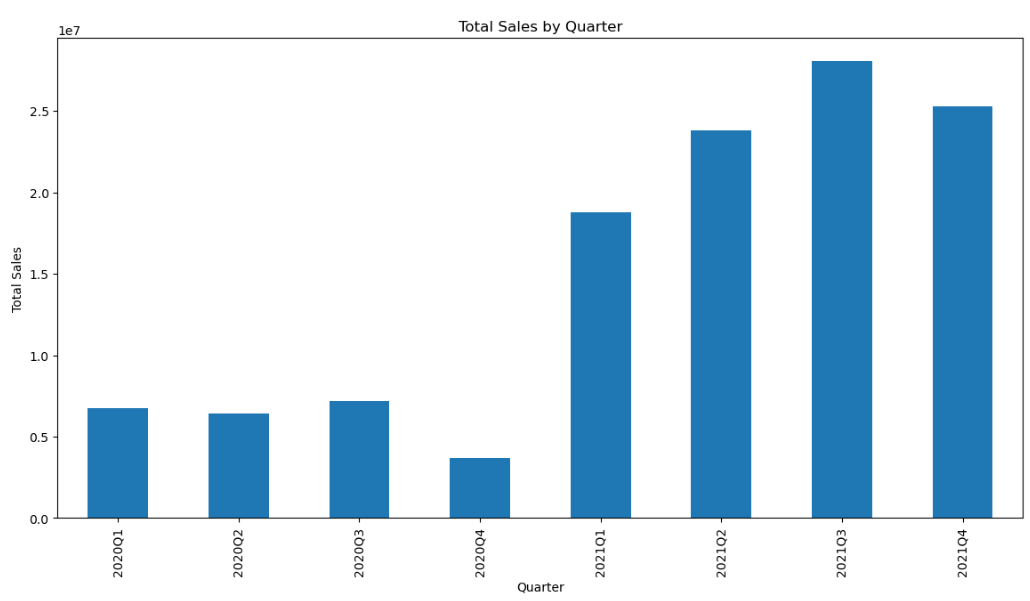 Total Sales by Quarter
1e7
2.5
2.0
1.5
1.0
0.5
0.0
Total Sales
2020Q1
2020Q2
2020Q3
2020Q4
2021Q1
2021Q2
2021Q3
2021Q4
Quarter